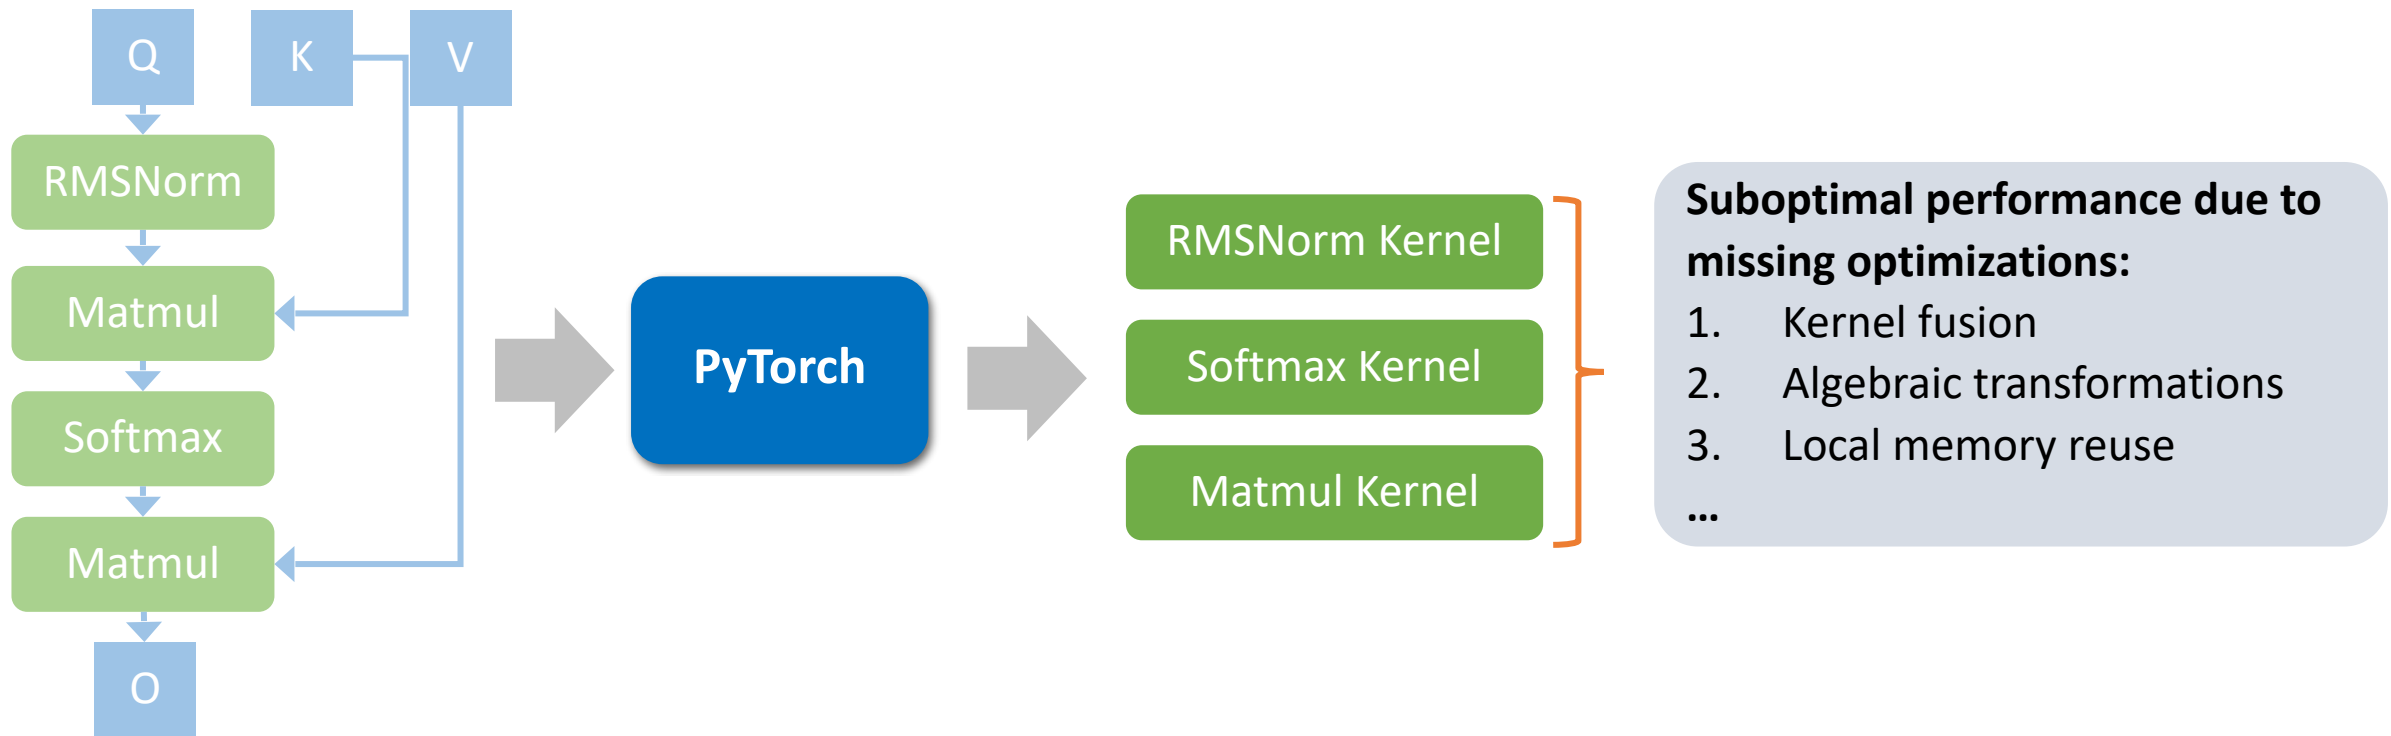 Q
K
V
RMSNorm
Matmul
Softmax
Matmul
O
PyTorch
RMSNorm Kernel
Softmax Kernel
Matmul Kernel
Suboptimal performance due to
missing optimizations:
1. Kernel fusion
2. Algebraic transformations
3. Local memory reuse
...